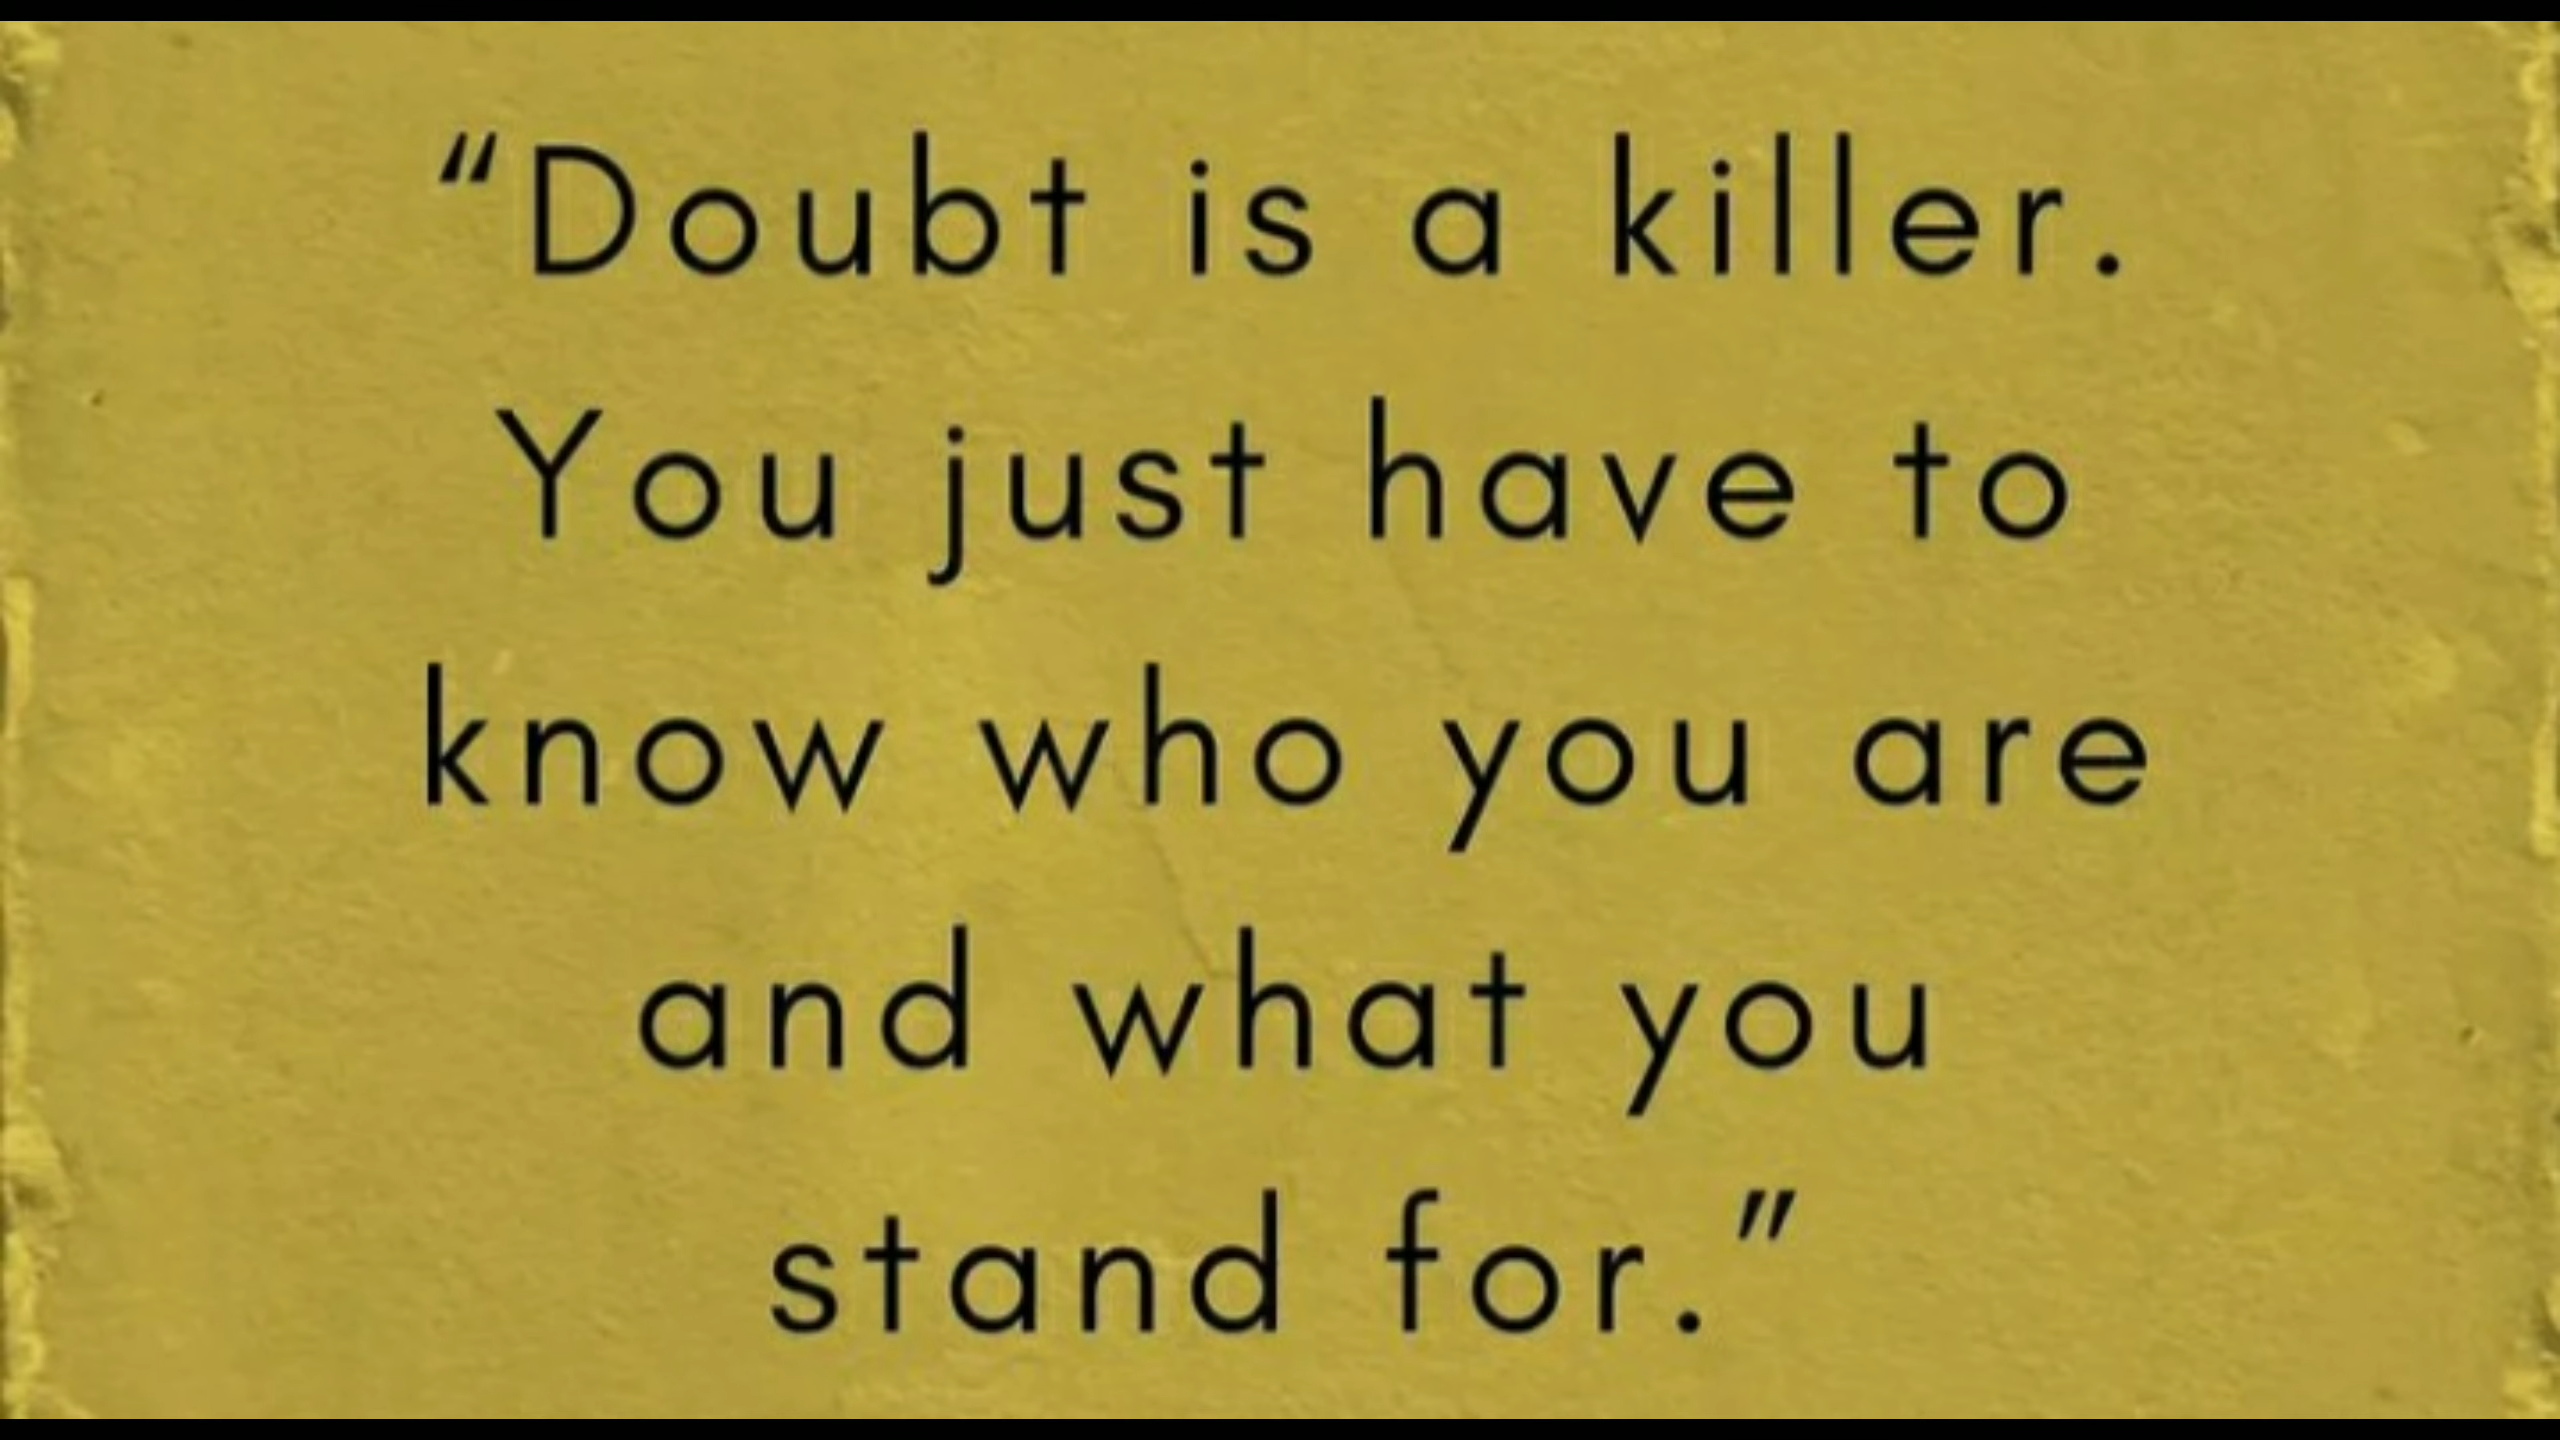 “Doubt is a killer.
You just have to
know who you are
and what you
stand for.”